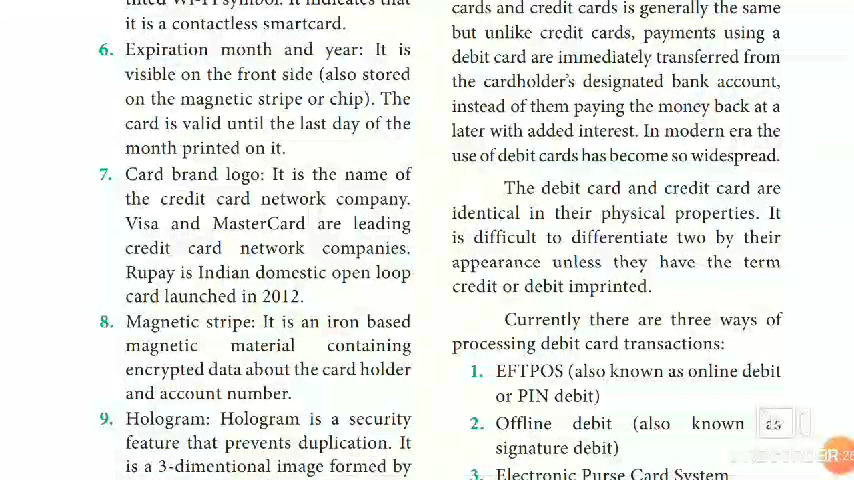 it is a contactless smartcard.
6. Expiration month and year: It is
visible on the front side (also stored
on the magnetic stripe or chip). The
card is valid until the last day of the
month printed on it.
7. Card brand logo: It is the name of
the credit card network company.
Visa and MasterCard are leading
credit card network companies.
Rupay is Indian domestic open loop
card launched in 2012.
8. Magnetic stripe: It is an iron based
magnetic material containing
encrypted data about the card holder
and account number.
9. Hologram: Hologram is a security
feature that prevents duplication. It
is a 3-dimentional image formed by
cards and credit cards is generally the same
but unlike credit cards, payments using a
debit card are immediately transferred from
the cardholder's designated bank account,
instead of them paying the money back at a
later with added interest. In modern era the
use of debit cards has become so widespread.
The debit card and credit card are
identical in their physical properties. It
is difficult to differentiate two by their
appearance unless they have the term
credit or debit imprinted.
Currently there are three ways of
processing debit card transactions:
1. EFTPOS (also known as online debit
or PIN debit)
2. Offline debit (also known as
signature debit)
3. Electronic Purse Card System